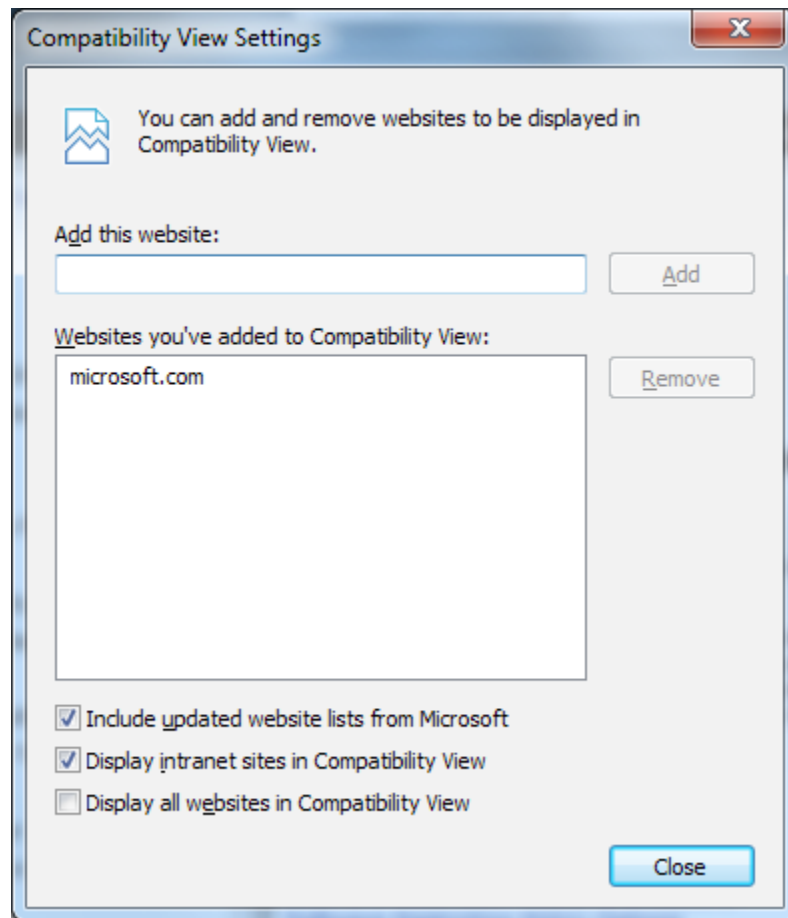 Compatibility View Settings
You can add and remove websites to be displayed in
Compatibility View.
Add this website:
Add
Websites you've added to Compatibility View:
microsoft.com
Remove
Include updated website lists from Microsoft
Display intranet sites in Compatibility View
Display all websites in Compatibility View
Close